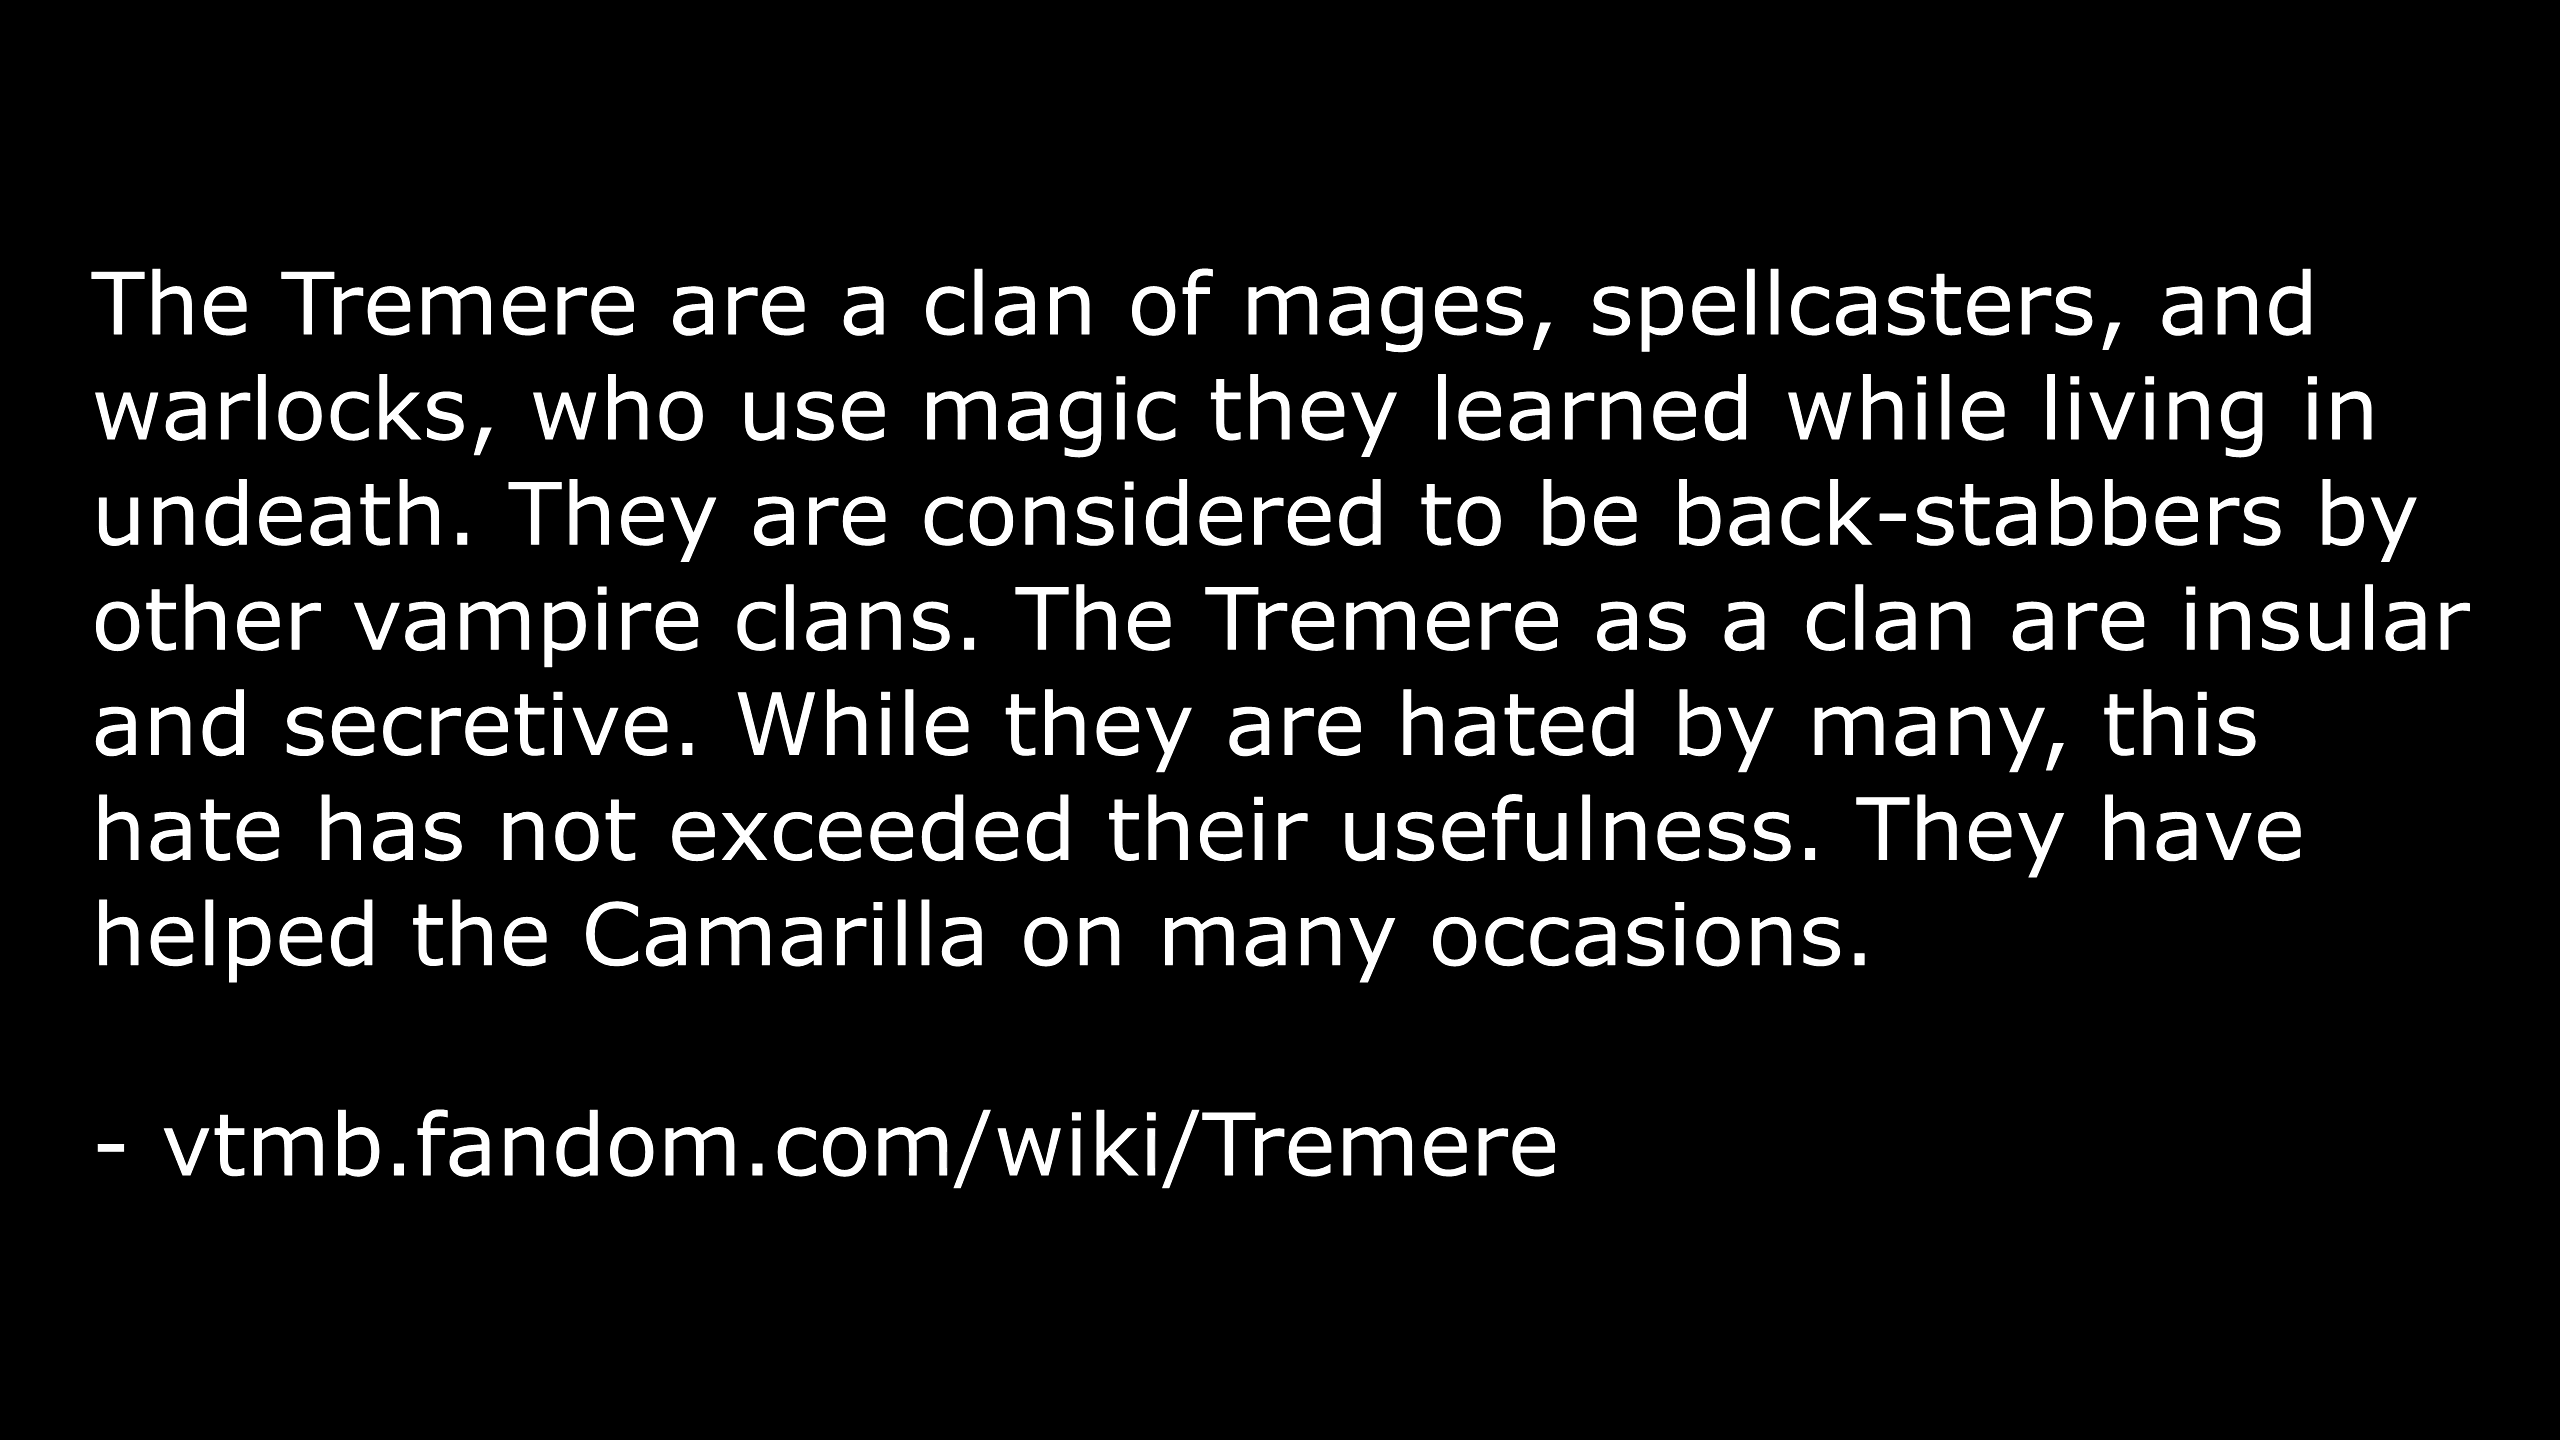 The Tremere are a clan of mages, spellcasters, and
warlocks, who use magic they learned while living in
undeath. They are considered to be back-stabbers by
other vampire clans. The Tremere as a clan are insular
and secretive. While they are hated by many, this
hate has not exceeded their usefulness. They have
helped the Camarilla on many occasions.
- vtmb.fandom.com/wiki/Tremere